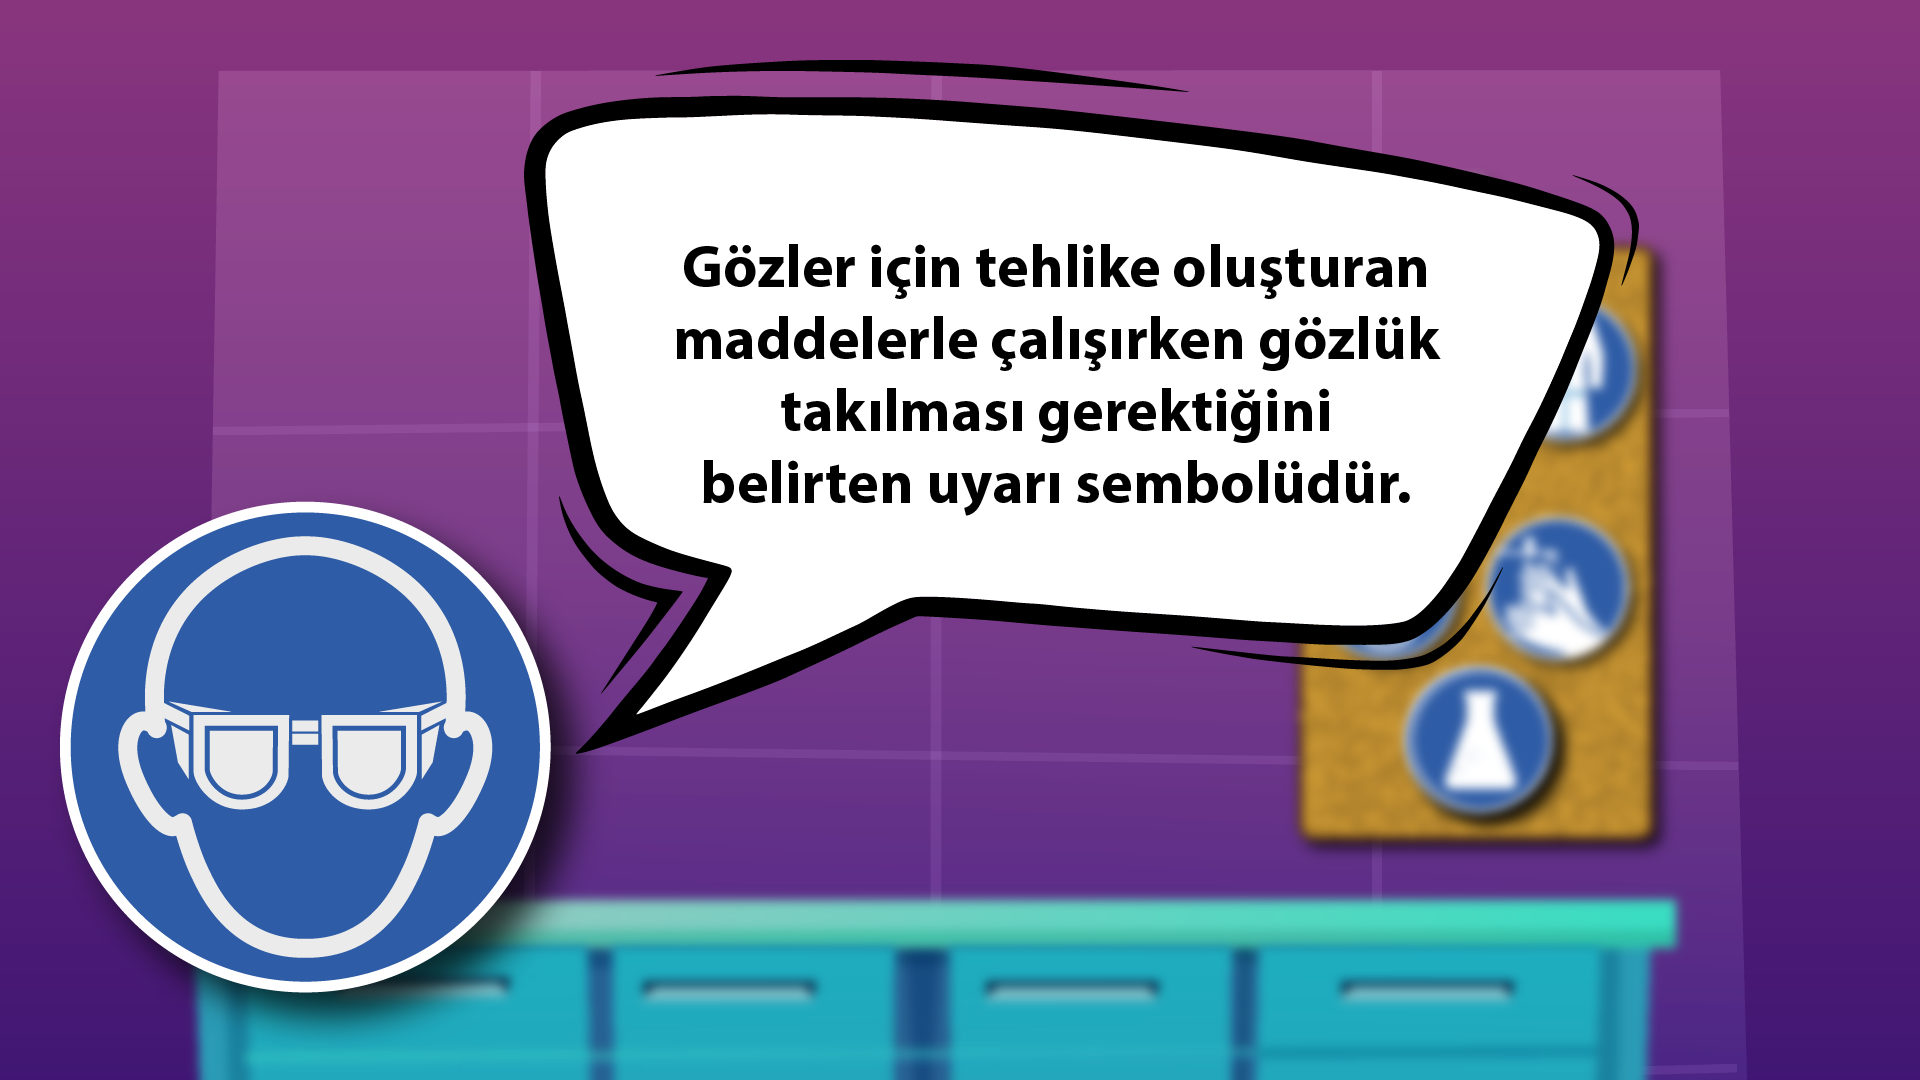 Gözler için tehlike oluşturan
maddelerle çalışırken gözlük
takılması gerektiğini
belirten uyarı sembolüdür.